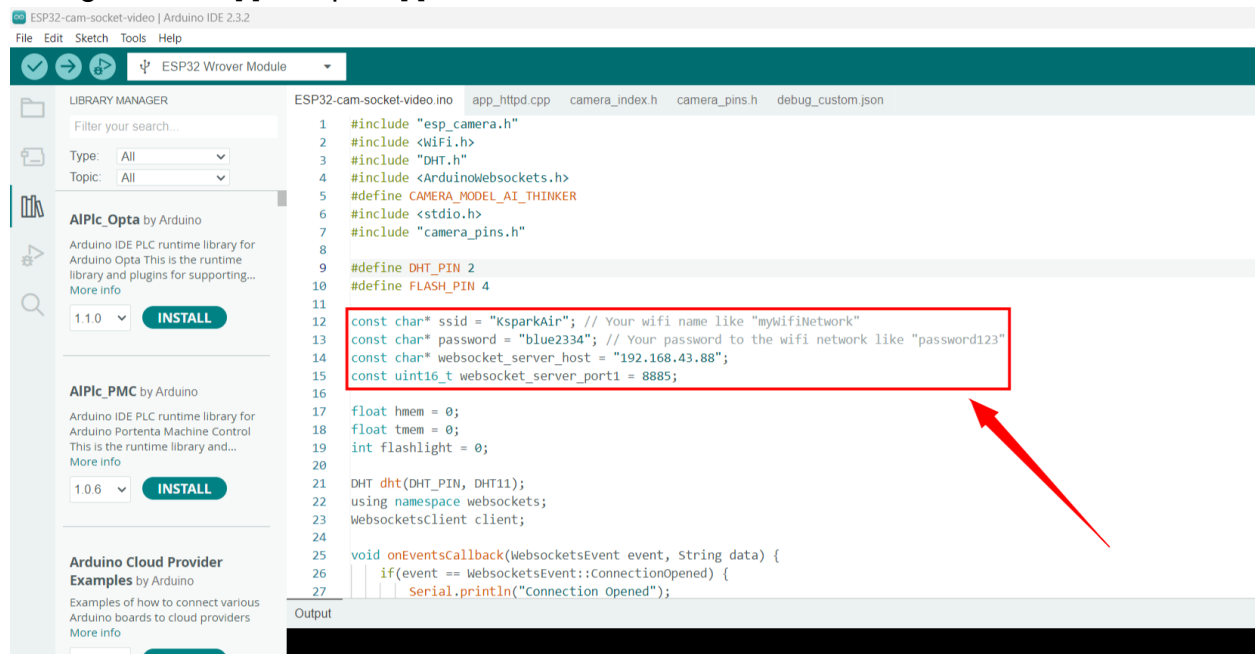 ESP32-cam-socket-video | Arduino IDE 2.3.2
File Edit Sketch Tools Help
ESP32 Wrover Module
LIBRARY MANAGER
Filter your search...
Type: All
Topic: All
AlPlc_Opta by Arduino
Arduino IDE PLC runtime library for
Arduino Opta This is the runtime
library and plugins for supporting...
More info
1.1.0 INSTALL
AlPlc_PMC by Arduino
Arduino IDE PLC runtime library for
Arduino Portenta Machine Control
This is the runtime library and...
More info
1.0.6 INSTALL
Arduino Cloud Provider
Examples by Arduino
Examples of how to connect various
Arduino boards to cloud providers
More info
ESP32-cam-socket-video.ino app_httpd.cpp camera_index.h camera_pins.h debug_custom.json
1 #include "esp_camera.h"
2 #include <WiFi.h>
3 #include "DHT.h"
4 #include <ArduinoWebsockets.h>
5 #define CAMERA_MODEL_AI_THINKER
6 #include <stdio.h>
7 #include "camera_pins.h"
8
9 #define DHT_PIN 2
10 #define FLASH_PIN 4
11
12 const char* ssid = "KsparkAir"; // Your wifi name like "myWifiNetwork"
13 const char* password = "blue2334"; // Your password to the wifi network like "password123"
14 const char* websocket_server_host = "192.168.43.88";
15 const uint16_t websocket_server_port1 = 8885;
16
17 float hmem = 0;
18 float tmem = 0;
19 int flashlight = 0;
20
21 DHT dht(DHT_PIN, DHT11);
22 using namespace websockets;
23 WebsocketsClient client;
24
25 void onEventsCallback(WebsocketsEvent event, String data) {
26 if(event == WebsocketsEvent::ConnectionOpened) {
27 Serial.println("Connection Opened");
Output